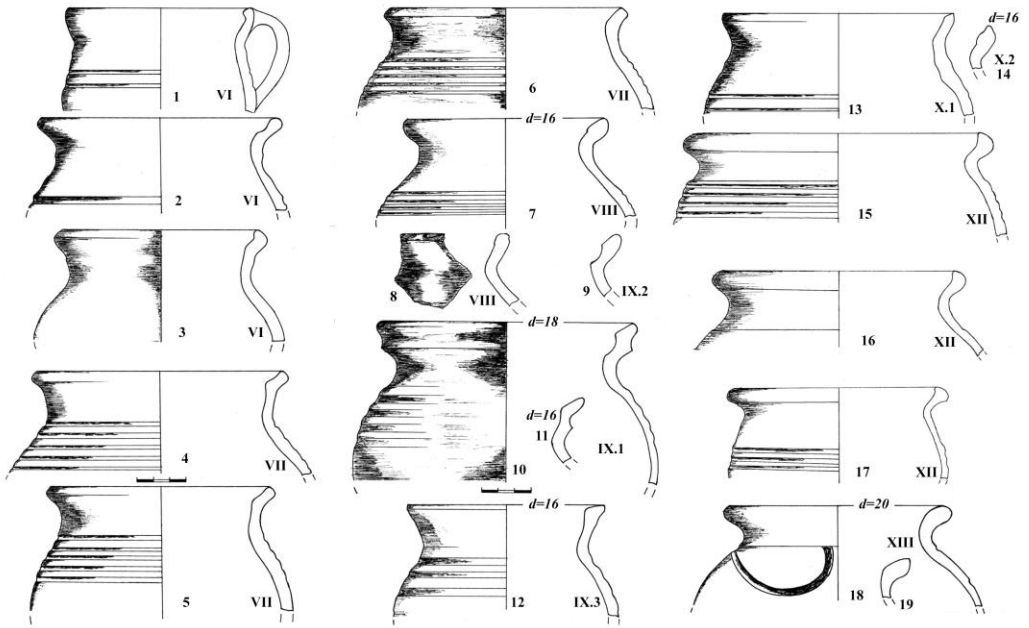 1 VI
2 VI
3 VI
4 VII
5 VII
6 VII
d=16
7 VIII
8 VIII
9 IX.2
d=18
10 IX.1
d=16
11
d=16
12 IX.3
13 X.1
d=16
X.2
14
15 XII
16 XII
17 XII
d=20
18 XIII
19